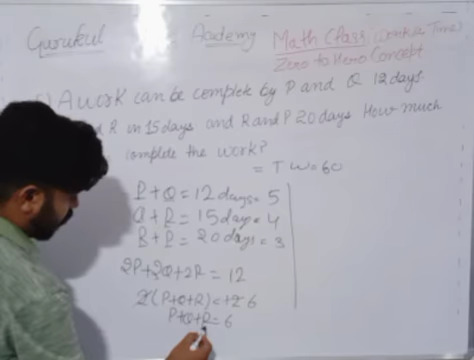 Gurukul Academy Math Class (Work & Time)
Zero to Hero Concept
A work can be complete by P and Q 12 days
R in 15 days and R and P 20 days How much
complete the work?
= T W = 60
P + Q = 12 days = 5
Q + R = 15 days = 4
R + P = 20 days = 3
2P + 2Q + 2R = 12
2(P+Q+R) = 12 6
P+Q+R = 6